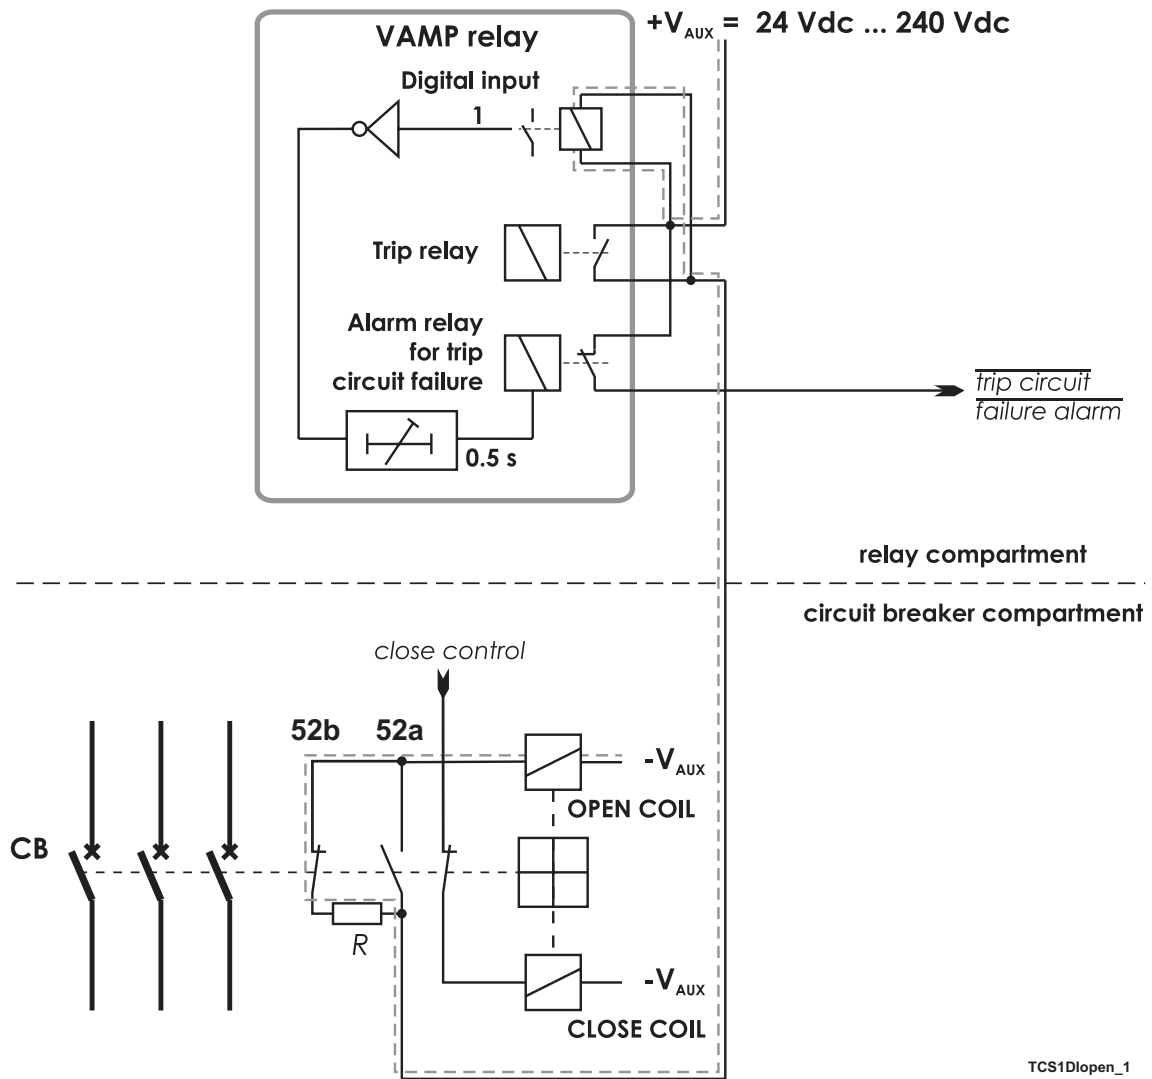 VAMP relay
+VAUX = 24 Vdc ... 240 Vdc
Digital input
1
Trip relay
Alarm relay
for trip
circuit failure
0.5 s
trip circuit
failure alarm
relay compartment
circuit breaker compartment
close control
52b
52a
-VAUX
OPEN COIL
CB
R
-VAUX
CLOSE COIL
TCS1DIopen_1